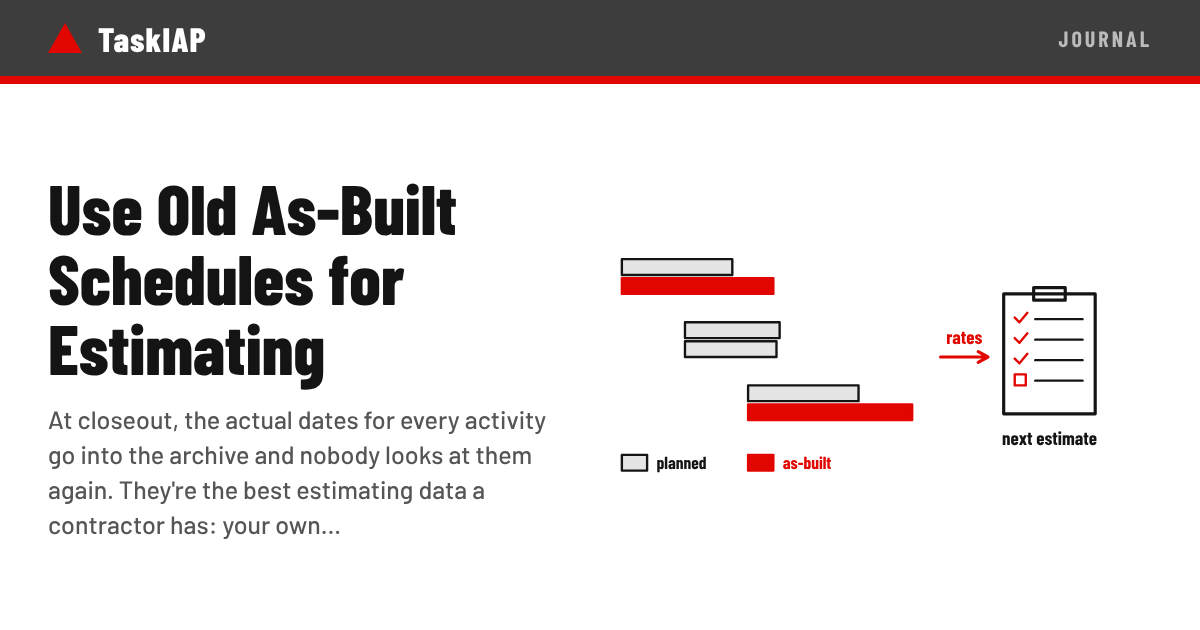 TaskIAP
JOURNAL
Use Old As-Built
Schedules for
Estimating
At closeout, the actual dates for every activity
go into the archive and nobody looks at them
again. They're the best estimating data a
contractor has: your own...
rates
next estimate
planned
as-built